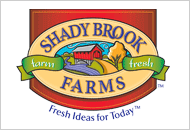 SHADY BROOK
farm fresh
FARMS
Fresh Ideas for Today™